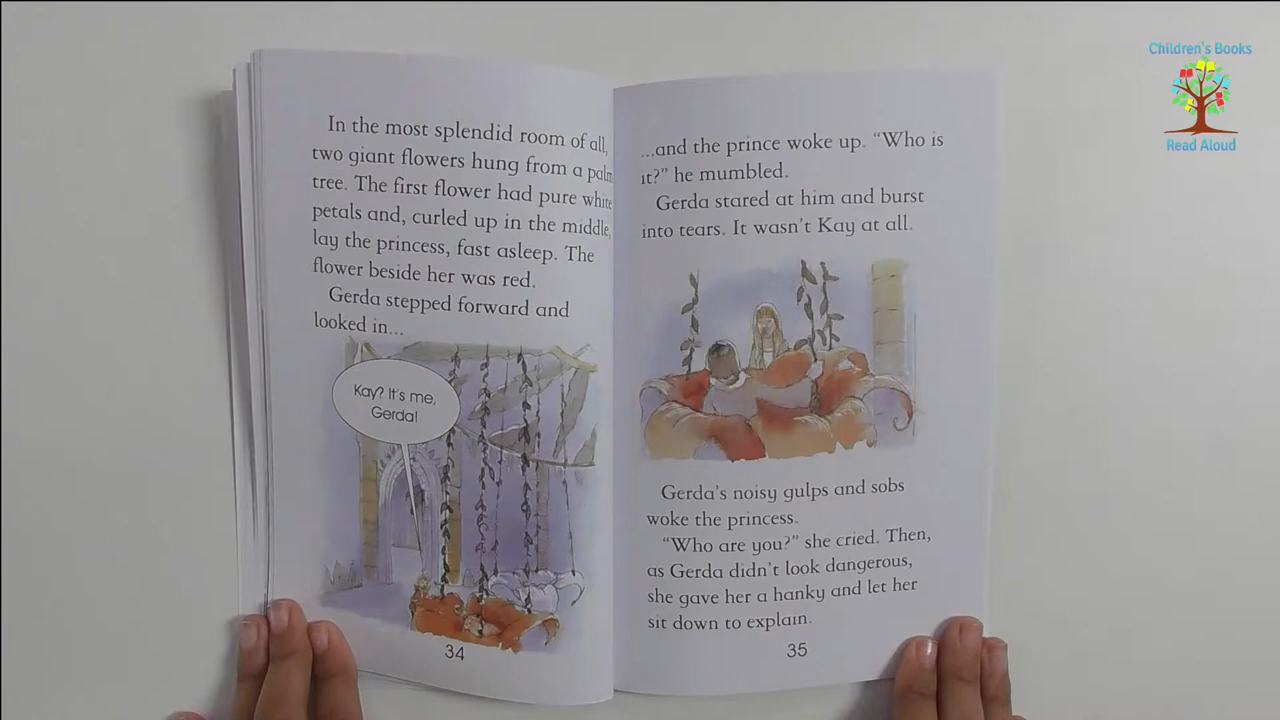 In the most splendid room of all,
two giant flowers hung from a palm
tree. The first flower had pure white
petals and, curled up in the middle,
lay the princess, fast asleep. The
flower beside her was red.
Gerda stepped forward and
looked in...
Kay? It's me,
Gerda!
34
...and the prince woke up. “Who is
it?” he mumbled.
Gerda stared at him and burst
into tears. It wasn't Kay at all.
Gerda's noisy gulps and sobs
woke the princess.
“Who are you?” she cried. Then,
as Gerda didn't look dangerous,
she gave her a hanky and let her
sit down to explain.
35
Children's Books
Read Aloud